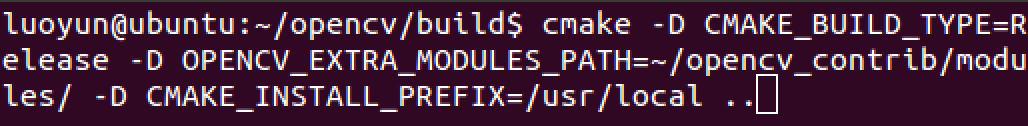 luoyun@ubuntu:~/opencv/build$ cmake -D CMAKE_BUILD_TYPE=R
elease -D OPENCV_EXTRA_MODULES_PATH=~/opencv_contrib/modu
les/ -D CMAKE_INSTALL_PREFIX=/usr/local ..